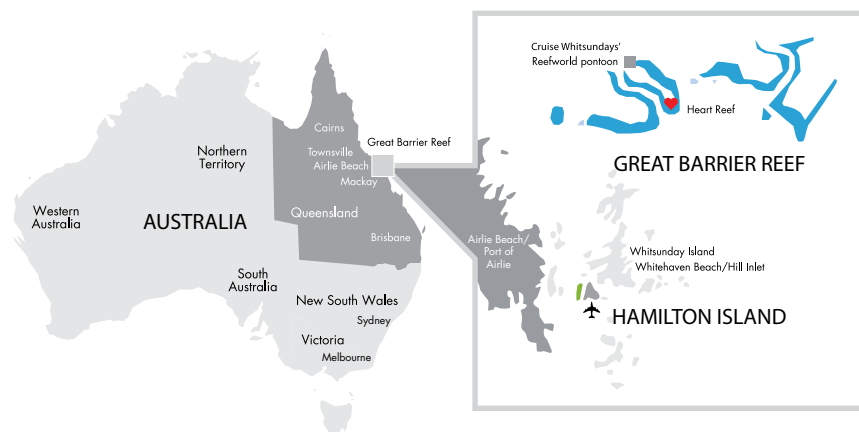 Cairns
Townsville
Airlie Beach
Mackay
Great Barrier Reef
Northern
Territory
Western
Australia
AUSTRALIA
Queensland
Brisbane
South
Australia
New South Wales
Sydney
Victoria
Melbourne
Cruise Whitsundays'
Reefworld pontoon
Heart Reef
GREAT BARRIER REEF
Airlie Beach/
Port of
Airlie
Whitsunday Island
Whitehaven Beach/Hill Inlet
HAMILTON ISLAND